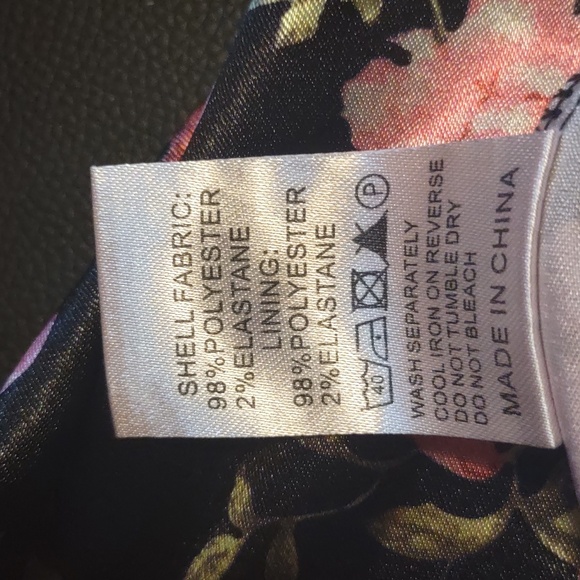 SHELL FABRIC:
98%POLYESTER
2%ELASTANE
LINING:
98%POLYESTER
2%ELASTANE
40 P
WASH SEPARATELY
COOL IRON ON REVERSE
DO NOT TUMBLE DRY
DO NOT BLEACH
MADE IN CHINA